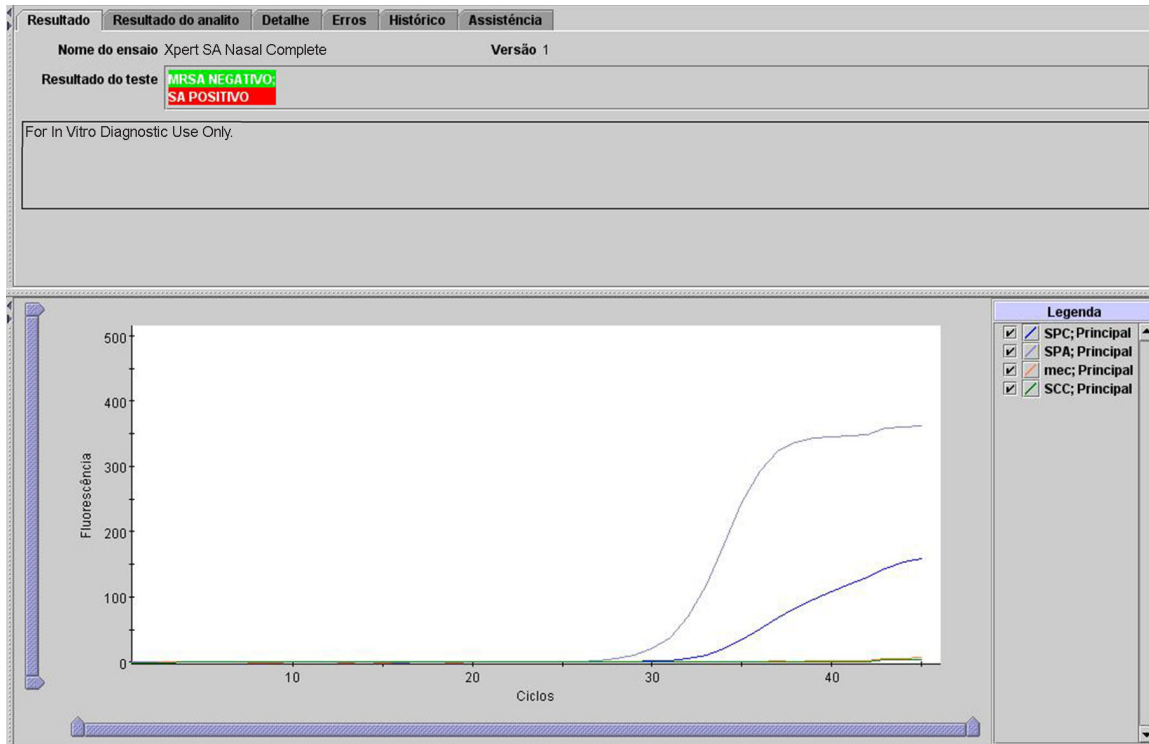 Resultado Resultado do analito Detalhe Erros Histórico Assisténcia
Nome do ensaio Xpert SA Nasal Complete Versão 1
Resultado do teste MRSA NEGATIVO;
SA POSITIVO
For In Vitro Diagnostic Use Only.
Legenda
SPC; Principal
SPA; Principal
mec; Principal
SCC; Principal
500
400
300
200
100
0
Fluorescência
10 20 30 40
Ciclos